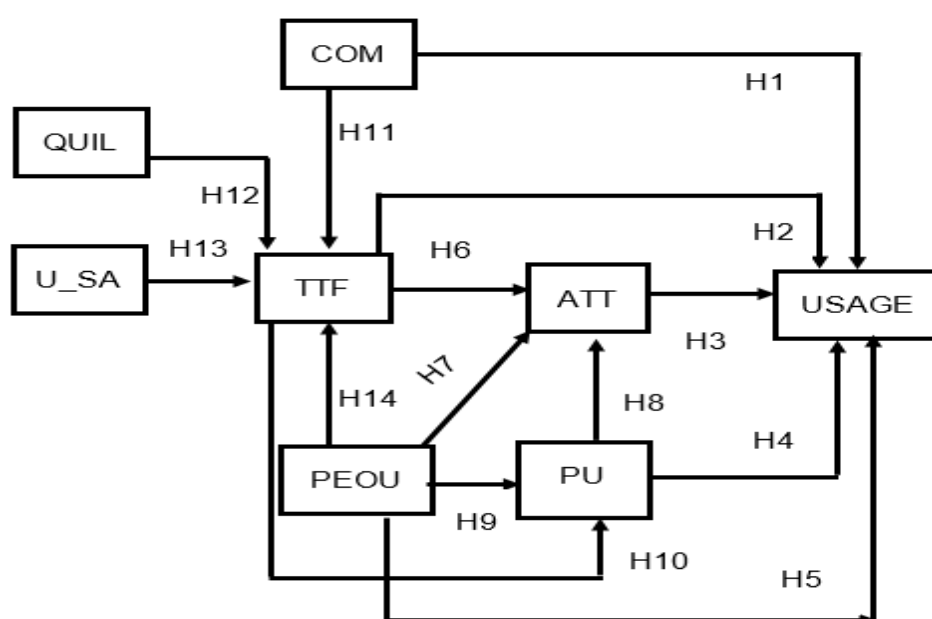 COM
H1
QUIL
H11
H12
H13
H6
H2
U_SA
TTF
ATT
USAGE
H3
H7
H14
H8
H4
PEOU
PU
H9
H10
H5